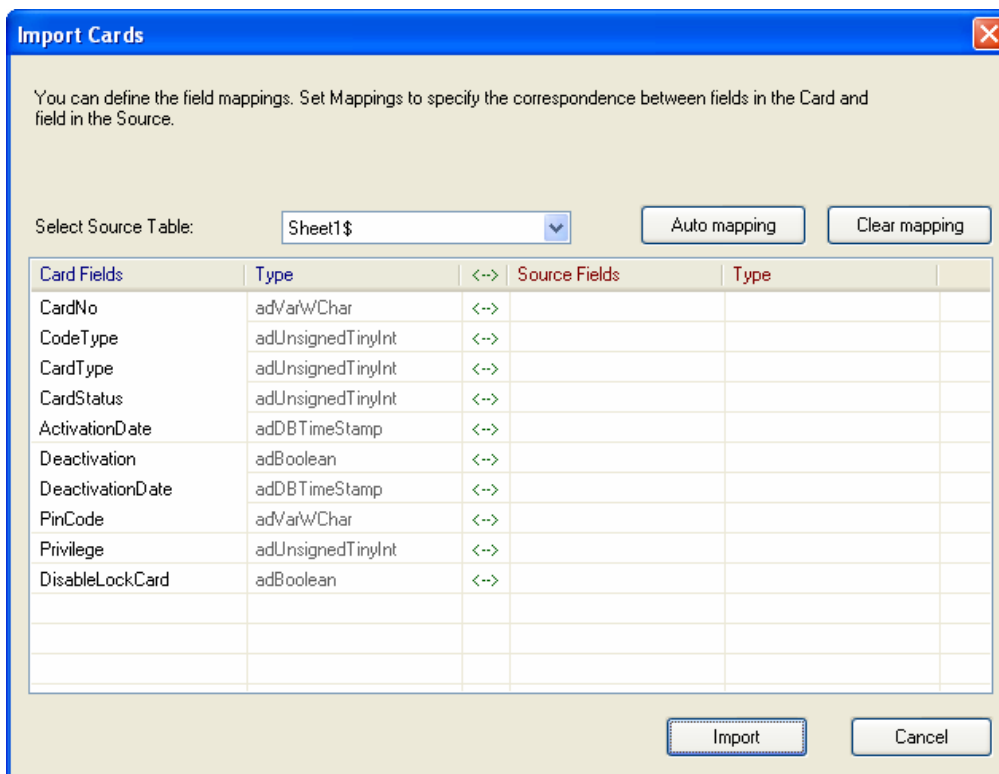 Import Cards
You can define the field mappings. Set Mappings to specify the correspondence between fields in the Card and
field in the Source.
Select Source Table: Sheet1$ Auto mapping Clear mapping
Card Fields Type <--> Source Fields Type
CardNo adVarWChar <-->
CodeType adUnsignedTinyInt <-->
CardType adUnsignedTinyInt <-->
CardStatus adUnsignedTinyInt <-->
ActivationDate adDBTimeStamp <-->
Deactivation adBoolean <-->
DeactivationDate adDBTimeStamp <-->
PinCode adVarWChar <-->
Privilege adUnsignedTinyInt <-->
DisableLockCard adBoolean <-->
Import Cancel